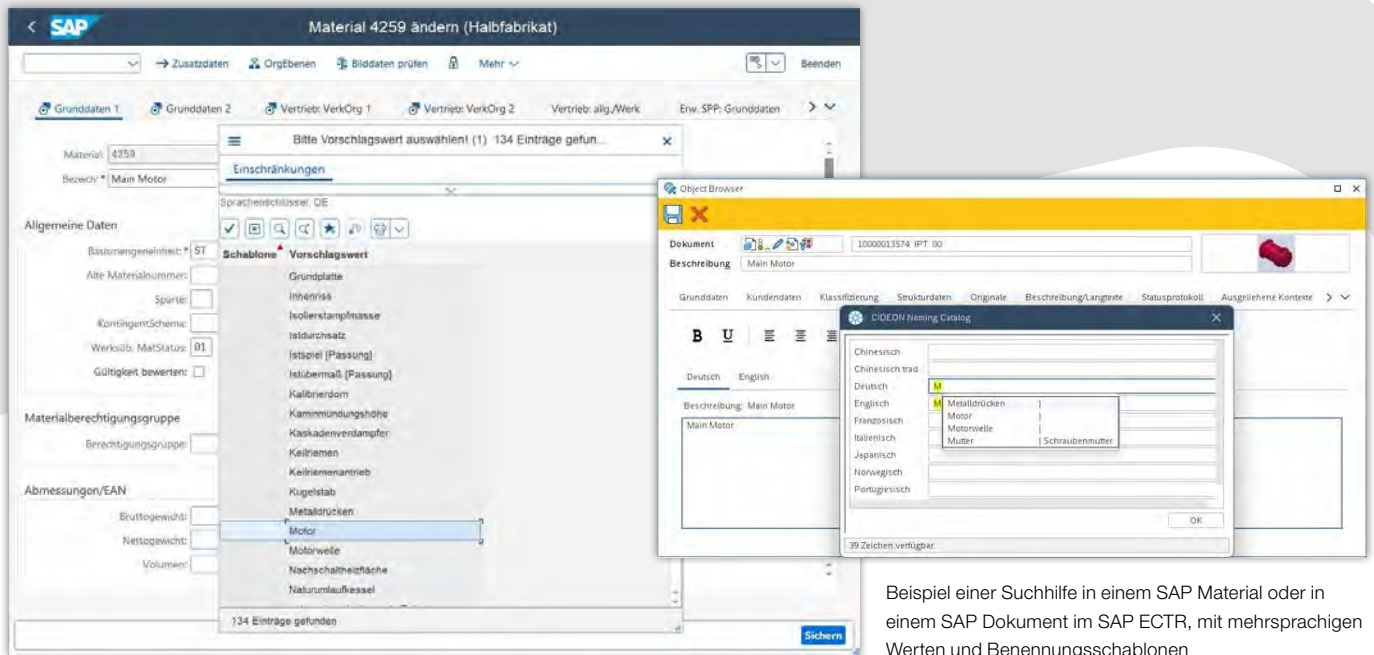 SAP
Material 4259 ändern (Halbfabrikat)
Zusatzdaten OrgEbenen Bilddaten prüfen Mehr Beenden
Grunddaten 1 Grunddaten 2 Vertrieb: VerkOrg 1 Vertrieb: VerkOrg 2 Vertrieb: allg./Werk Erw. SPP: Grunddaten
Material: 4259
Bezeich: * Main Motor
Allgemeine Daten
Basismengeneinheit: * ST
Alte Materialnummer:
Sparte:
KontingentSchema:
Werksüb. MatStatus: 01
Gültigkeit bewerten:
Materialberechtigungsgruppe
Berechtigungsgruppe:
Abmessungen/EAN
Bruttogewicht:
Nettogewicht:
Volumen:
Bitte Vorschlagswert auswählen! (1) 134 Einträge gefun...
Einschränkungen
Sprachenschlüssel: DE
Schablone Vorschlagswert
Grundplatte
Innenriss
Isolierstampfmasse
Istdurchsatz
Istspiel [Passung]
Istübermaß [Passung]
Kalibrierdorn
Kaminmündungshöhe
Kaskadenverdampfer
Keilriemen
Keilriemenantrieb
Kugelstab
Metalldrücken
Motor
Motorwelle
Nachschaltheizfläche
Naturumlaufkessel
134 Einträge gefunden
Sichern
Object Browser
Dokument 10000013574 IPT 00
Beschreibung Main Motor
Grunddaten Kundendaten Klassifizierung Strukturdaten Originale Beschreibung/Langtexte Statusprotokoll Ausgeliehene Kontexte
B U
Deutsch English
Beschreibung: Main Motor
Main Motor
CIDEON Naming Catalog
Chinesisch
Chinesisch trad.
Deutsch M
Englisch M
Französisch
Italienisch
Japanisch
Norwegisch
Portugiesisch
Metalldrücken |
Motor |
Motorwelle |
Mutter | Schraubenmutter
OK
39 Zeichen verfügbar
Beispiel einer Suchhilfe in einem SAP Material oder in
einem SAP Dokument im SAP ECTR, mit mehrsprachigen
Werten und Benennungsschablonen